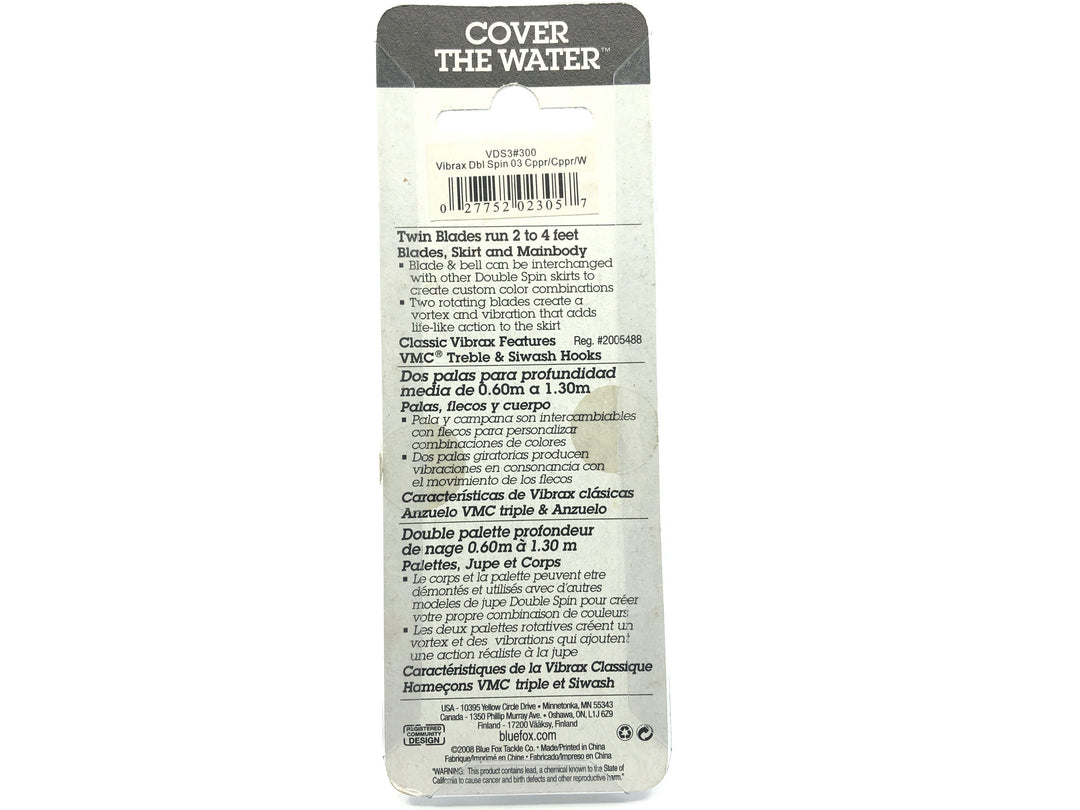 COVER
THE WATER™
VDS3#300
Vibrax Dbl Spin 03 Cppr/Cppr/W
0 27752 02305 7
Twin Blades run 2 to 4 feet
Blades, Skirt and Mainbody
▪ Blade & bell can be interchanged
with other Double Spin skirts to
create custom color combinations
▪ Two rotating blades create a
vortex and vibration that adds
life-like action to the skirt
Classic Vibrax Features Reg. #2005488
VMC® Treble & Siwash Hooks
Dos palas para profundidad
media de 0.60m a 1.30m
Palas, flecos y cuerpo
▪ Pala y campana son intercambiables
con flecos para personalizar
combinaciones de colores
▪ Dos palas giratorias producen
vibraciones en consonancia con
el movimiento de los flecos
Características de Vibrax clásicas
Anzuelo VMC triple & Anzuelo
Double palette profondeur
de nage 0.60m à 1.30 m
Palettes, Jupe et Corps
▪ Le corps et la palette peuvent etre
démontés et utilisés avec d'autres
modeles de jupe Double Spin pour créer
votre propre combinaison de couleurs
▪ Les deux palettes rotatives créent un
vortex et des vibrations qui ajoutent
une action réaliste à la jupe
Caractéristiques de la Vibrax Classique
Hameçons VMC triple et Siwash
USA - 10395 Yellow Circle Drive • Minnetonka, MN 55343
Canada - 1350 Phillip Murray Ave. • Oshawa, ON, L1J 6Z9
Finland - 17200 Vääksy, Finland
bluefox.com
REGISTERED
COMMUNITY
DESIGN
©2008 Blue Fox Tackle Co. • Made/Printed in China
Fabrique/Imprimé en Chine • Fabricado/Impreso en China
"WARNING: This product contains lead, a chemical known to the State of
California to cause cancer and birth defects and other reproductive harm."